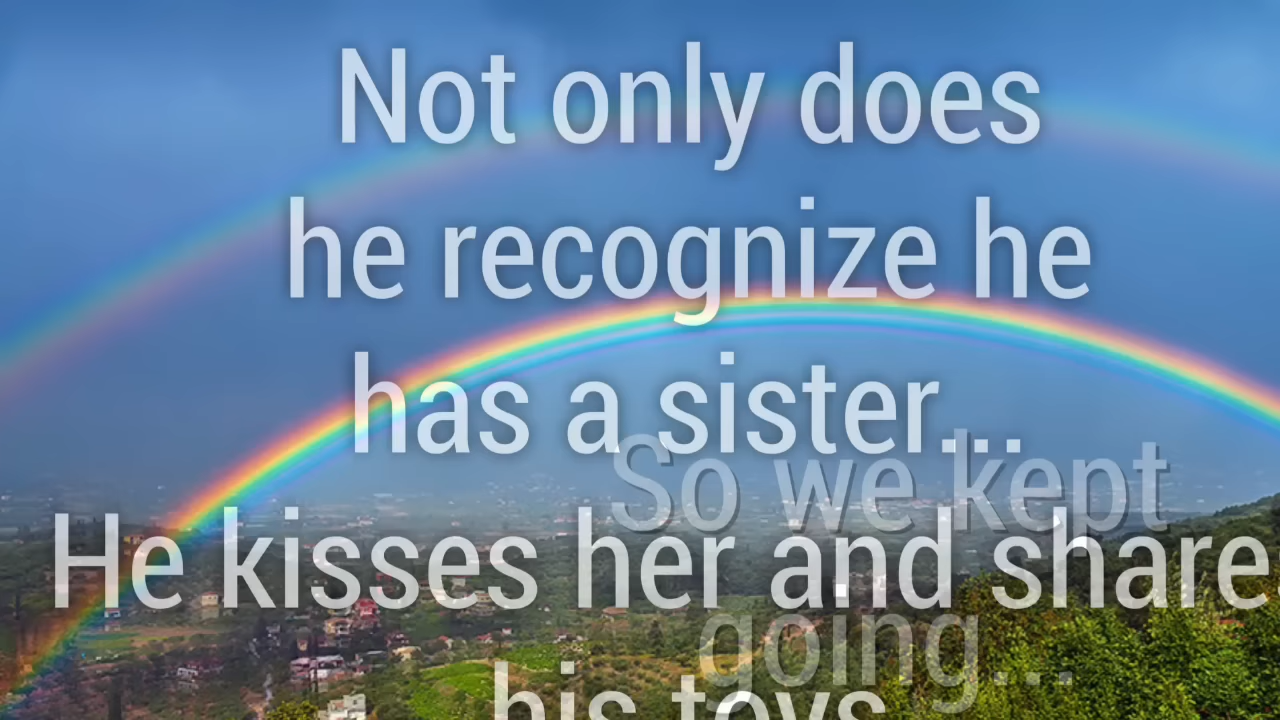 Not only does
he recognize he
has a sister...
So we kept
He kisses her and share
going...
his toys